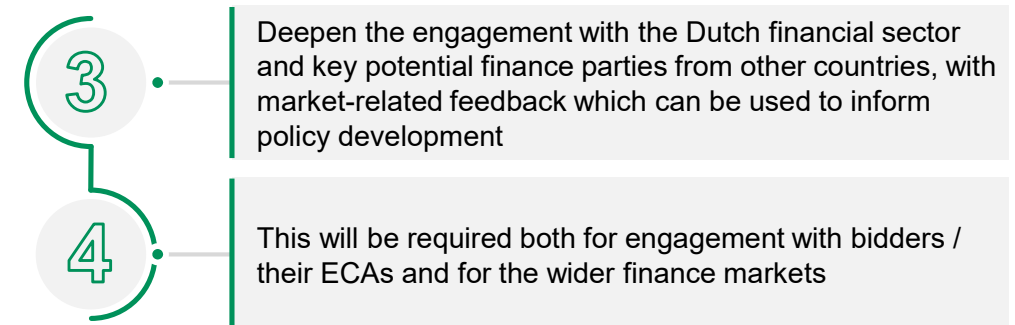 3
Deepen the engagement with the Dutch financial sector
and key potential finance parties from other countries, with
market-related feedback which can be used to inform
policy development
4
This will be required both for engagement with bidders /
their ECAs and for the wider finance markets